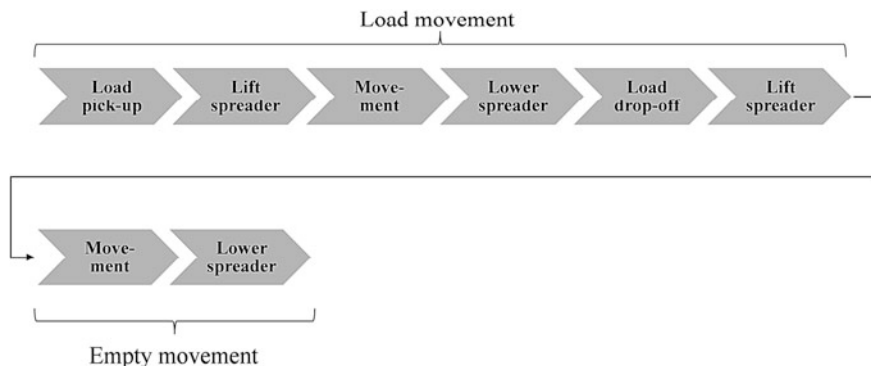 Load movement
Load
pick-up
Lift
spreader
Move-
ment
Lower
spreader
Load
drop-off
Lift
spreader
Move-
ment
Lower
spreader
Empty movement